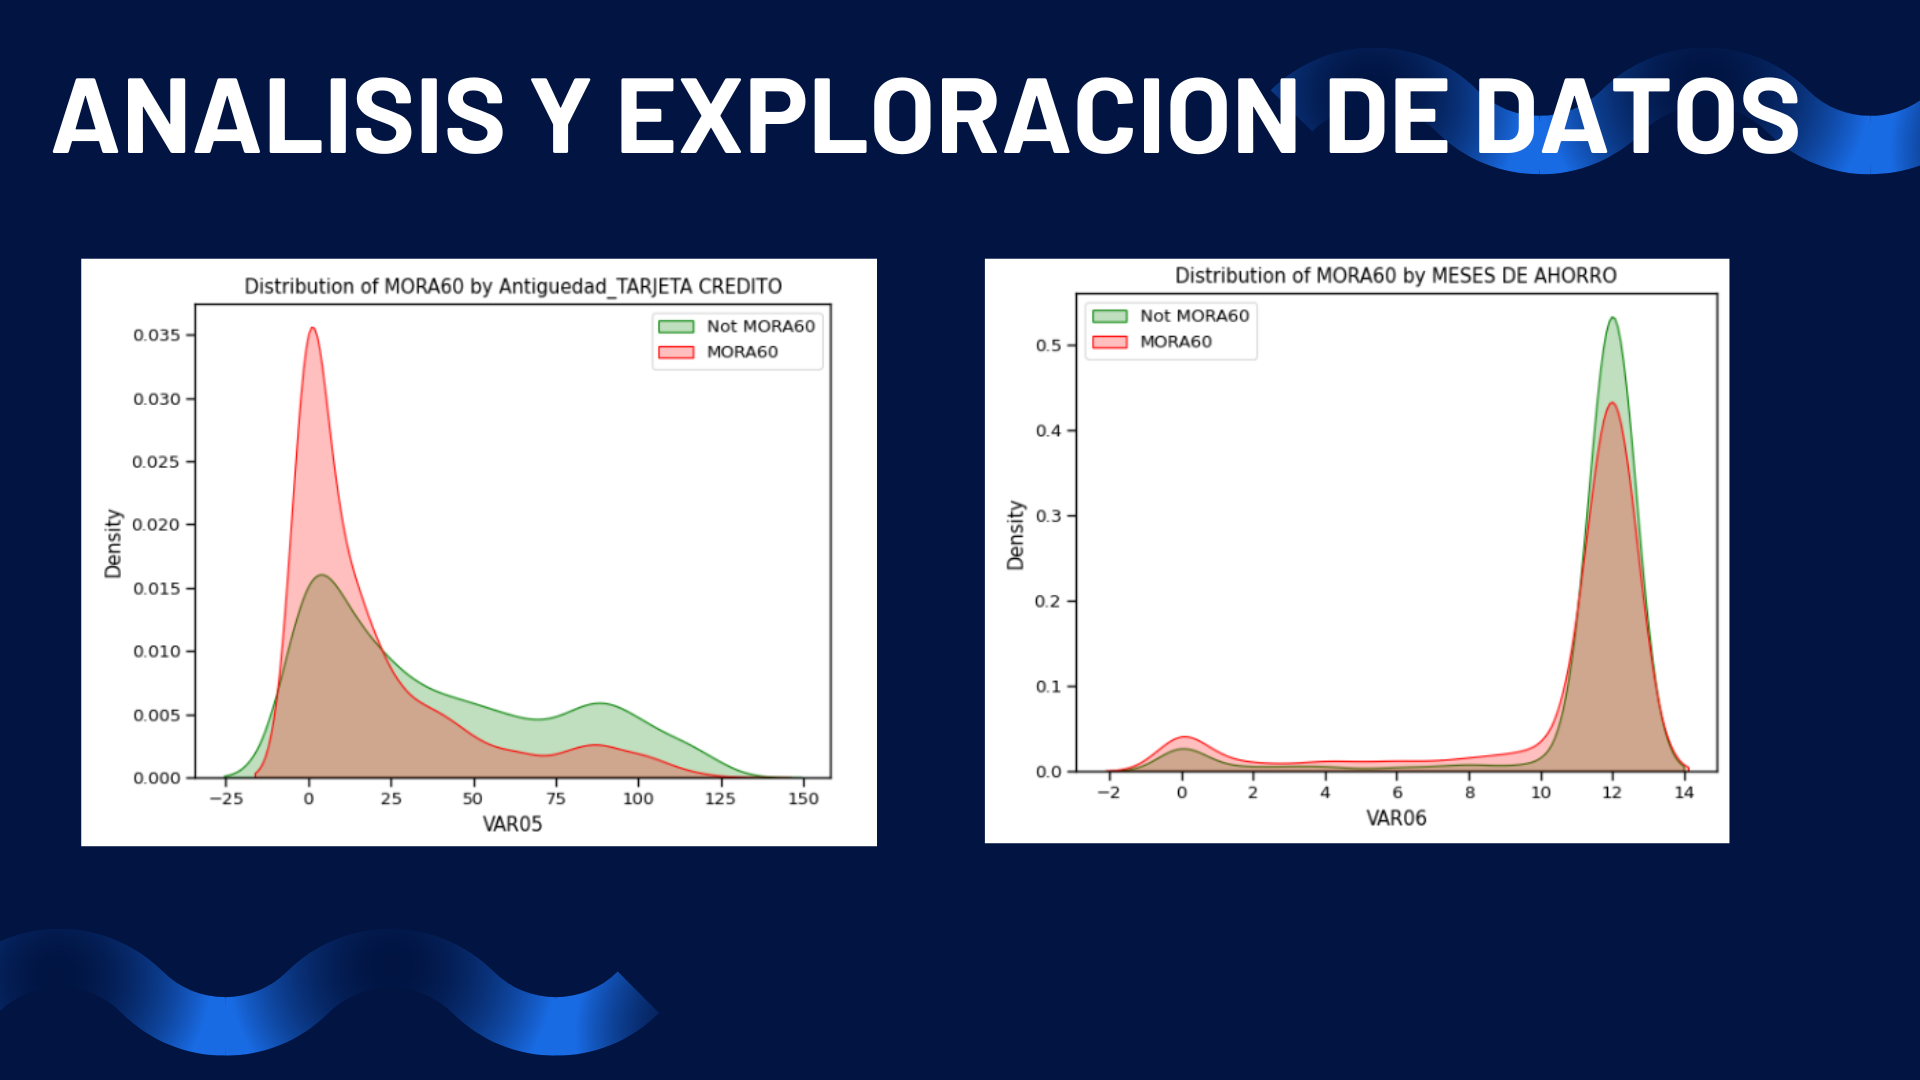 ANALISIS Y EXPLORACION DE DATOS
Distribution of MORA60 by Antiguedad_TARJETA CREDITO
Not MORA60
MORA60
0.035
0.030
0.025
0.020
0.015
0.010
0.005
0.000
Density
−25 0 25 50 75 100 125 150
VAR05
Distribution of MORA60 by MESES DE AHORRO
Not MORA60
MORA60
0.5
0.4
0.3
0.2
0.1
0.0
Density
−2 0 2 4 6 8 10 12 14
VAR06